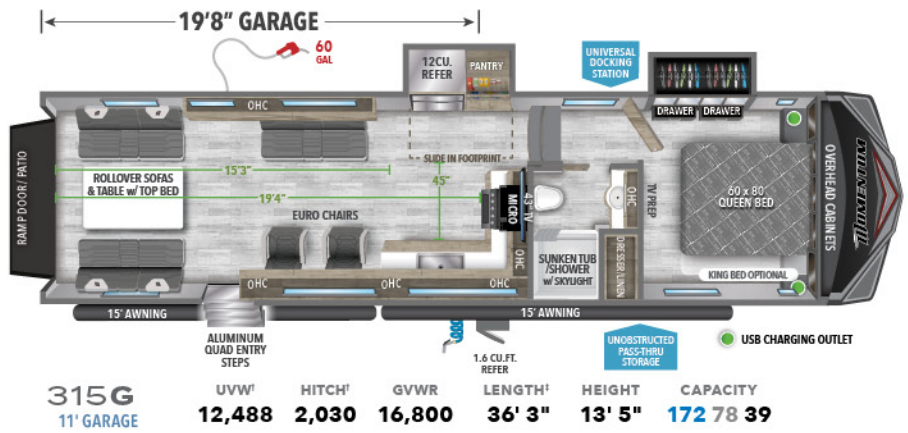 19'8" GARAGE
60
GAL
12CU.
REFER
PANTRY
UNIVERSAL
DOCKING
STATION
OHC
DRAWER
DRAWER
RAMP DOOR/ PATIO
SLIDE IN FOOTPRINT
15'3"
45"
ROLLOVER SOFAS
& TABLE w/ TOP BED
19'4"
EURO CHAIRS
MICRO
43" TV
OHC
TV PREP
60 x 80
QUEEN BED
OVERHEAD CABINETS
MOMENTUM
SUNKEN TUB
/SHOWER
w/ SKYLIGHT
DRESSER/LINEN
OHC
KING BED OPTIONAL
OHC
OHC
OHC
15' AWNING
15' AWNING
ALUMINUM
QUAD ENTRY
STEPS
1.6 CU.FT.
REFER
UNOBSTRUCTED
PASS-THRU
STORAGE
USB CHARGING OUTLET
315G
11' GARAGE
UVW† HITCH† GVWR LENGTH‡ HEIGHT CAPACITY
12,488 2,030 16,800 36' 3" 13' 5" 172 78 39